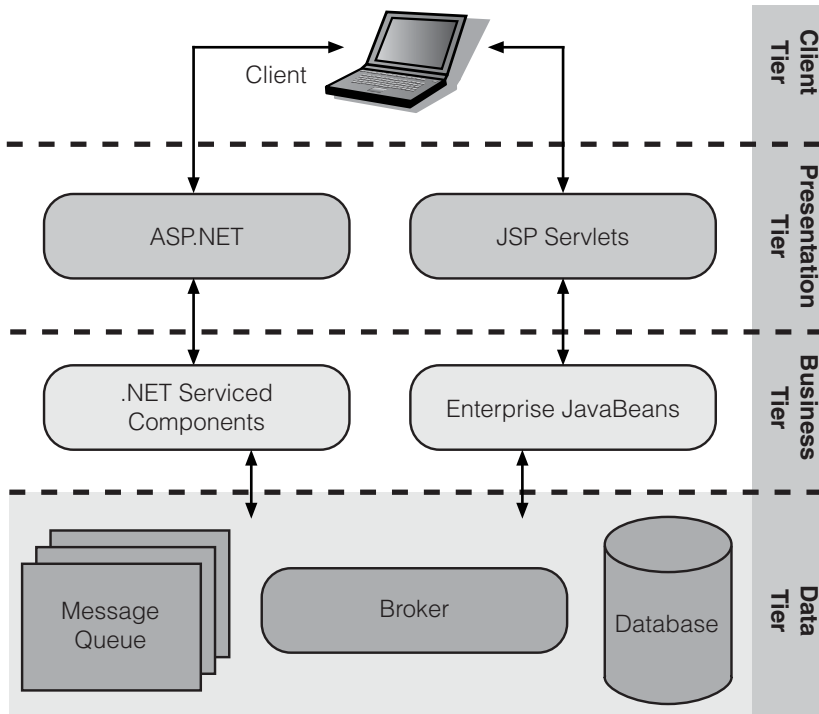 Client
Client
Tier
ASP.NET
JSP Servlets
Presentation
Tier
.NET Serviced
Components
Enterprise JavaBeans
Business
Tier
Message
Queue
Broker
Database
Data
Tier